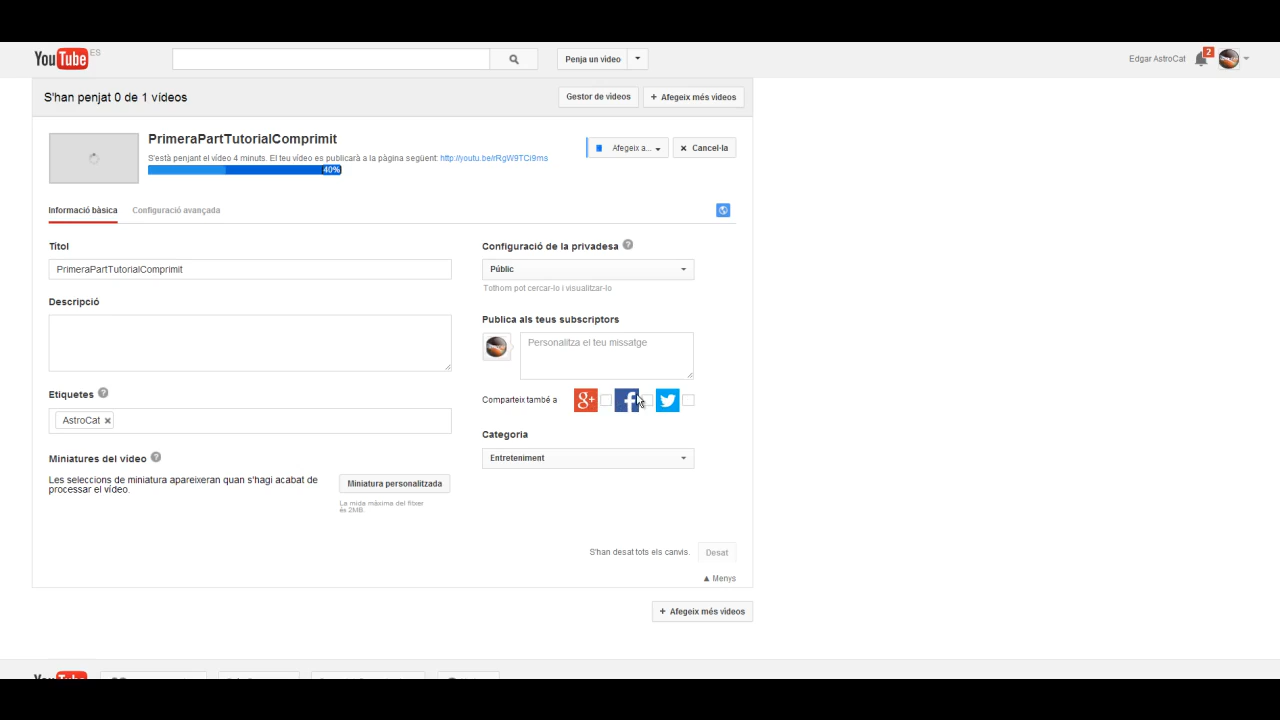 YouTube ES
Penja un vídeo
Edgar AstroCat
2
S'han penjat 0 de 1 vídeos
Gestor de vídeos
+ Afegeix més vídeos
PrimeraPartTutorialComprimit
S'està penjant el vídeo 4 minuts. El teu vídeo es publicarà a la pàgina següent: http://youtu.be/rRgW9TCi9ms
40%
Afegeix a...
× Cancel·la
Informació bàsica
Configuració avançada
Títol
PrimeraPartTutorialComprimit
Descripció
Etiquetes ?
AstroCat ×
Miniatures del vídeo ?
Les seleccions de miniatura apareixeran quan s'hagi acabat de
processar el vídeo.
Miniatura personalitzada
La mida màxima del fitxer
és 2MB.
Configuració de la privadesa ?
Públic
Tothom pot cercar-lo i visualitzar-lo
Publica als teus subscriptors
Personalitza el teu missatge
Comparteix també a
g+
f
Categoria
Entreteniment
S'han desat tots els canvis.
Desat
▲ Menys
+ Afegeix més vídeos
YouTube